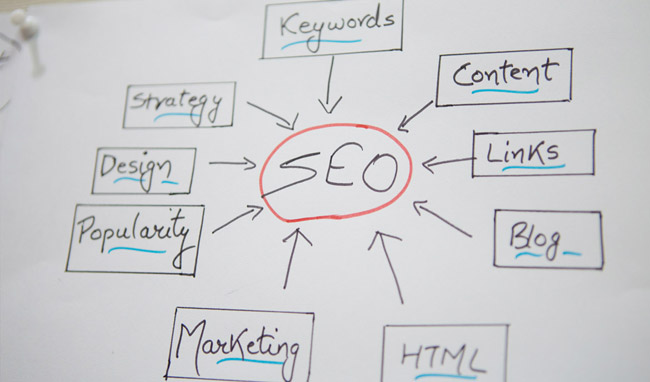 Keywords
Content
Strategy
Design
SEO
Links
Popularity
Blog
Marketing
HTML